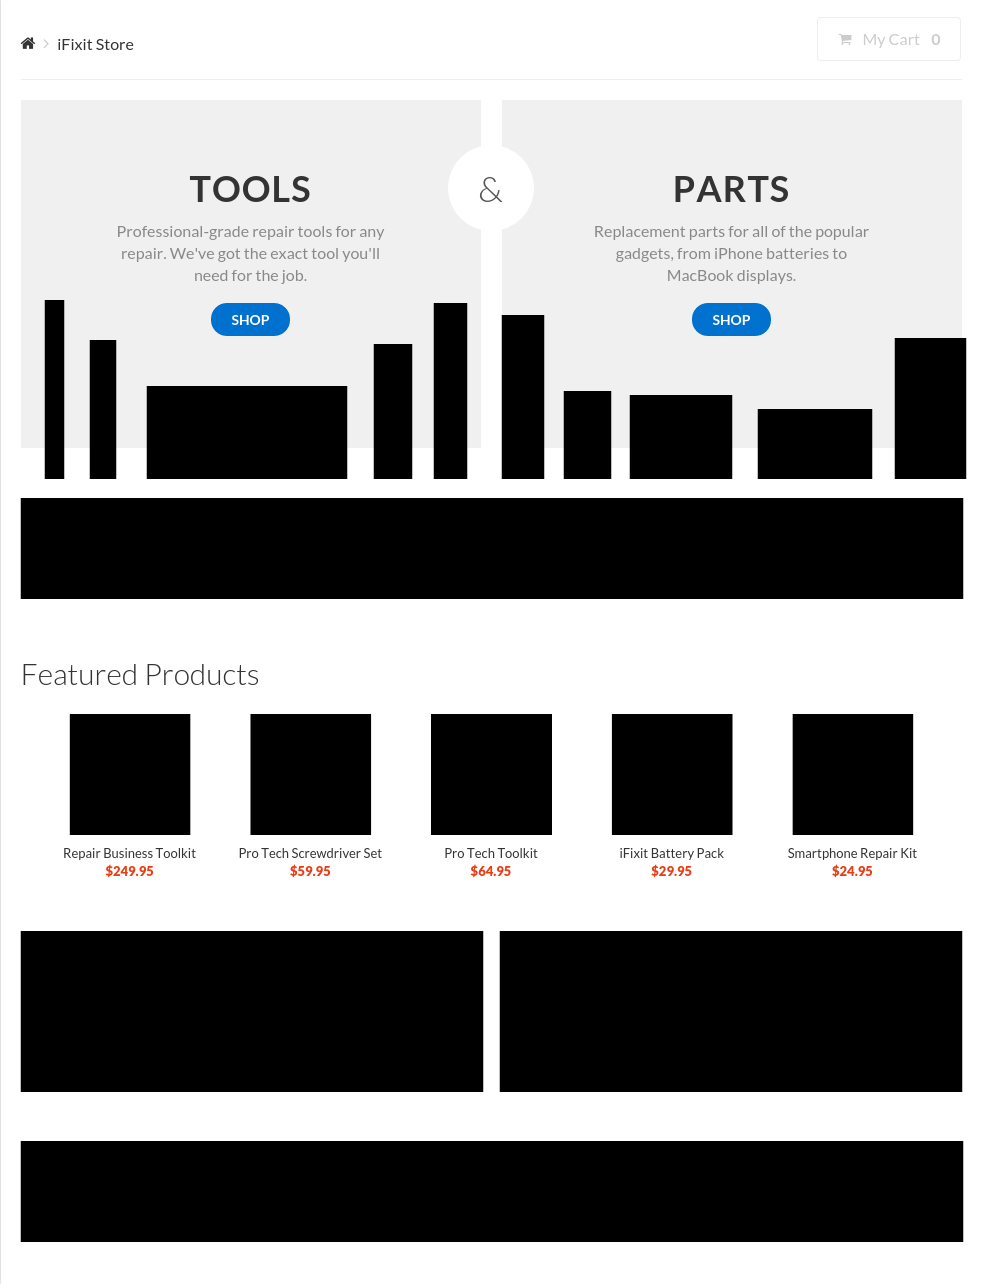 iFixit Store
My Cart 0
TOOLS
Professional-grade repair tools for any
repair. We've got the exact tool you'll
need for the job.
SHOP
&
PARTS
Replacement parts for all of the popular
gadgets, from iPhone batteries to
MacBook displays.
SHOP
Featured Products
Repair Business Toolkit
$249.95
Pro Tech Screwdriver Set
$59.95
Pro Tech Toolkit
$64.95
iFixit Battery Pack
$29.95
Smartphone Repair Kit
$24.95